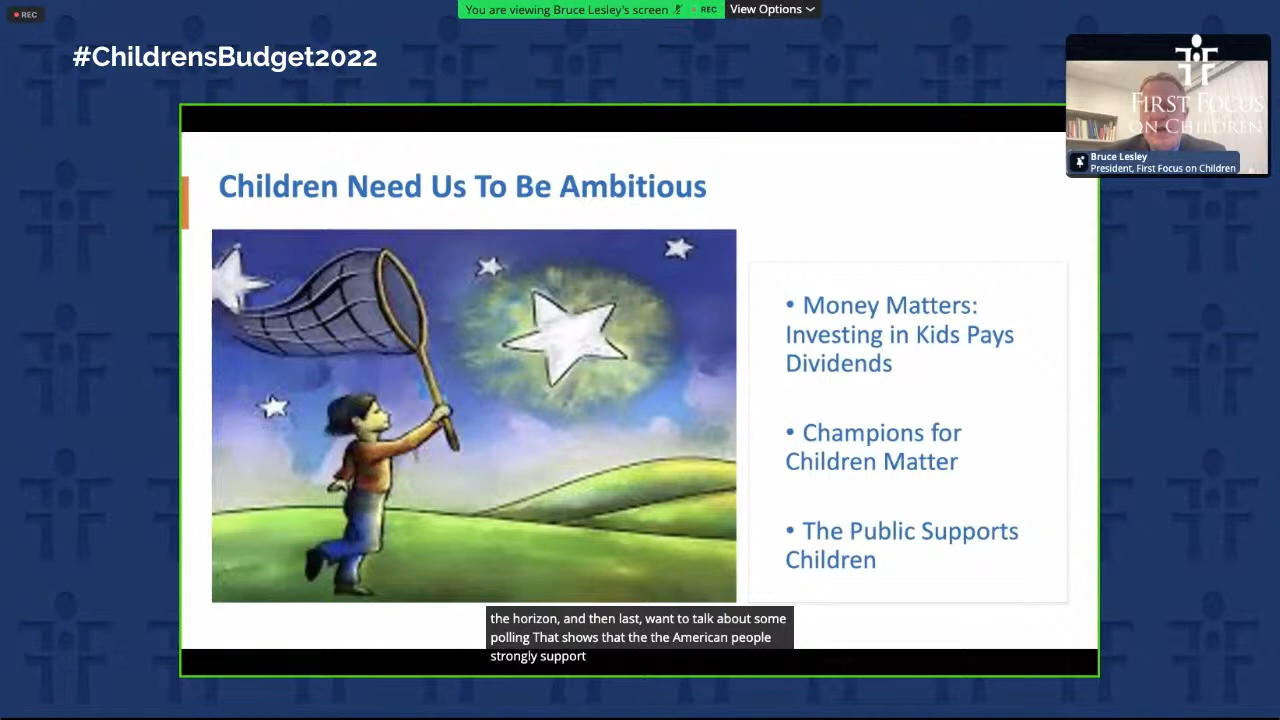 REC
You are viewing Bruce Lesley's screen
REC
View Options
#ChildrensBudget2022
FIRST FOCUS
ON CHILDREN
Bruce Lesley
President, First Focus on Children
Children Need Us To Be Ambitious
• Money Matters:
Investing in Kids Pays
Dividends
• Champions for
Children Matter
• The Public Supports
Children
the horizon, and then last, want to talk about some
polling That shows that the the American people
strongly support